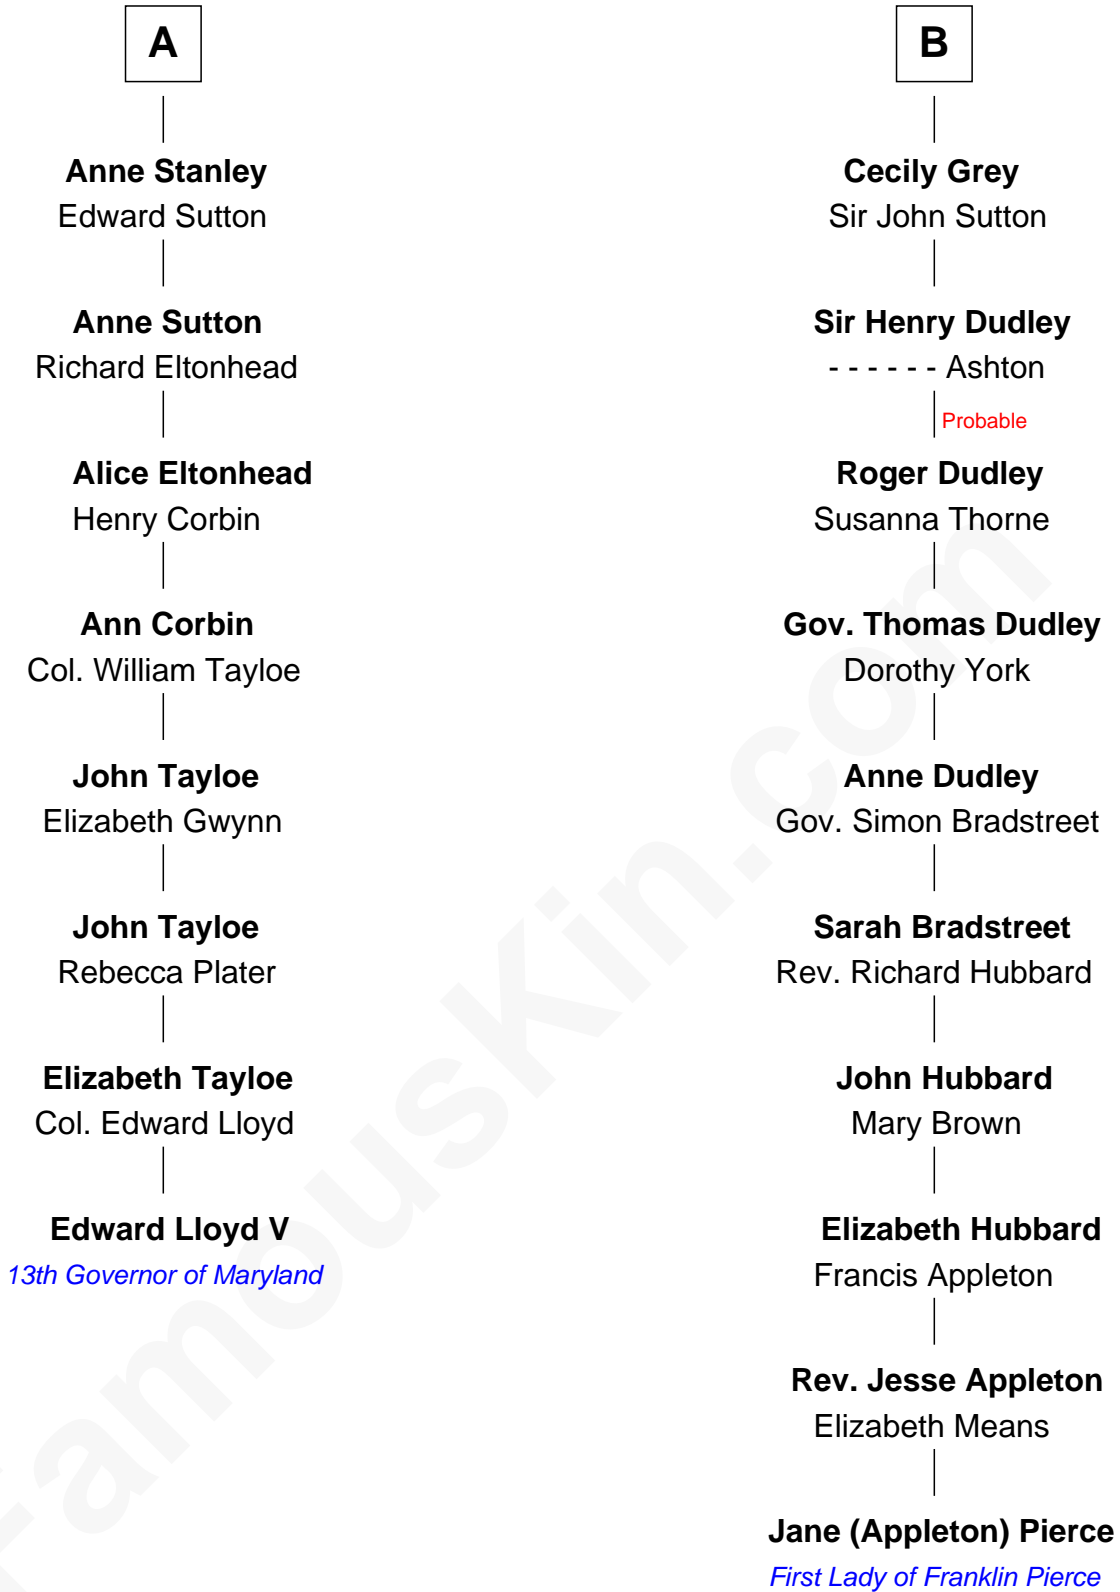 A
Anne Stanley
Edward Sutton
Anne Sutton
Richard Eltonhead
Alice Eltonhead
Henry Corbin
Ann Corbin
Col. William Tayloe
John Tayloe
Elizabeth Gwynn
John Tayloe
Rebecca Plater
Elizabeth Tayloe
Col. Edward Lloyd
Edward Lloyd V
13th Governor of Maryland
B
Cecily Grey
Sir John Sutton
Sir Henry Dudley
- - - - - - Ashton
Probable
Roger Dudley
Susanna Thorne
Gov. Thomas Dudley
Dorothy York
Anne Dudley
Gov. Simon Bradstreet
Sarah Bradstreet
Rev. Richard Hubbard
John Hubbard
Mary Brown
Elizabeth Hubbard
Francis Appleton
Rev. Jesse Appleton
Elizabeth Means
Jane (Appleton) Pierce
First Lady of Franklin Pierce
FamousKin.com